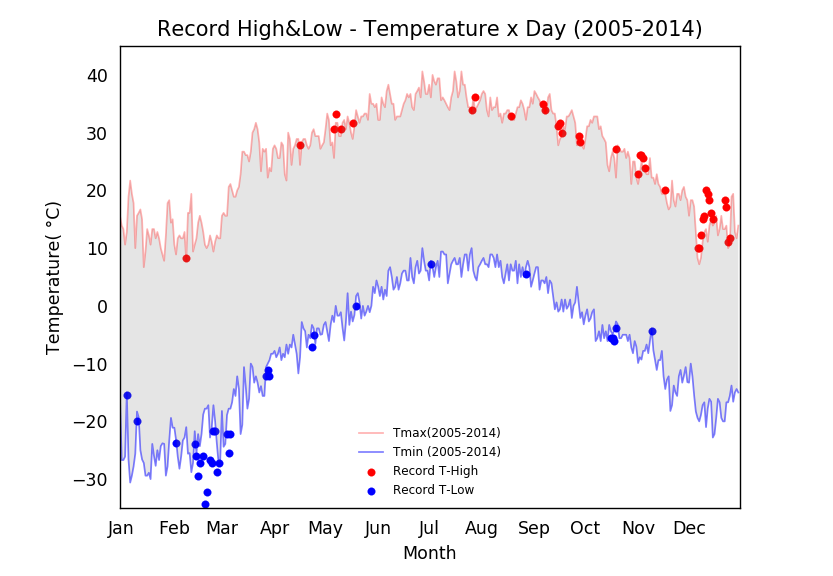 Record High&Low - Temperature x Day (2005-2014)
Temperature( °C)
40
30
20
10
0
−10
−20
−30
Tmax(2005-2014)
Tmin (2005-2014)
Record T-High
Record T-Low
Jan Feb Mar Apr May Jun Jul Aug Sep Oct Nov Dec
Month